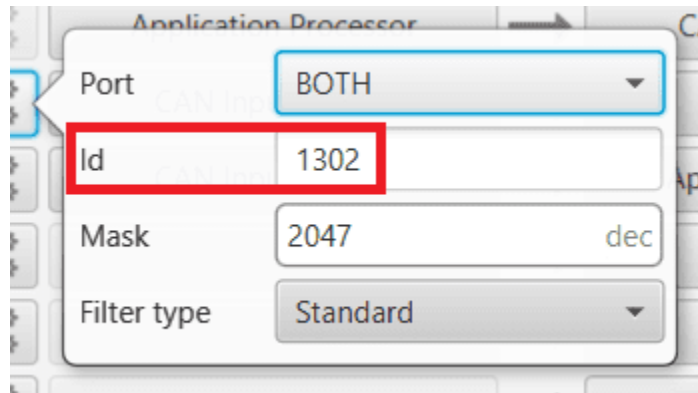 Application Processor
Port BOTH
Id 1302
Mask 2047 dec
Filter type Standard